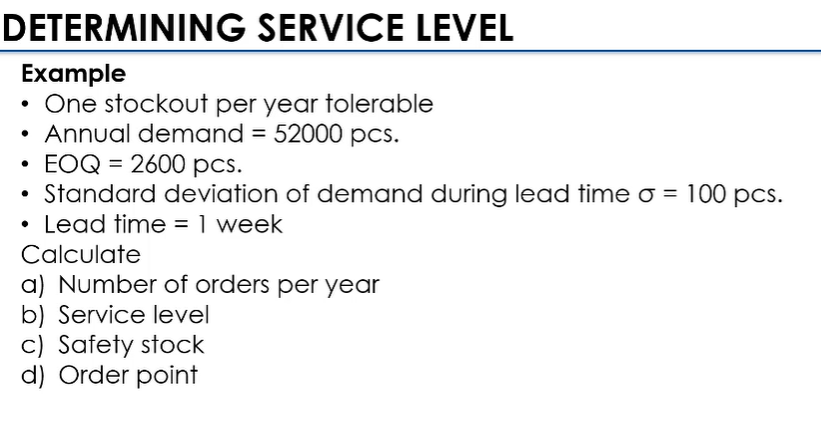 DETERMINING SERVICE LEVEL
Example
• One stockout per year tolerable
• Annual demand = 52000 pcs.
• EOQ = 2600 pcs.
• Standard deviation of demand during lead time σ = 100 pcs.
• Lead time = 1 week
Calculate
a) Number of orders per year
b) Service level
c) Safety stock
d) Order point